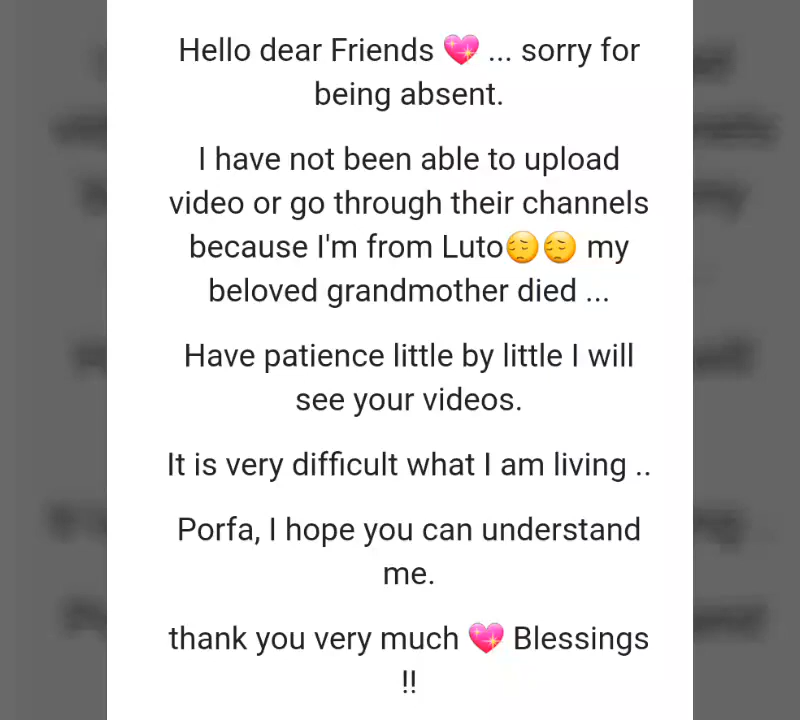 Hello dear Friends 💖 ... sorry for
being absent.
I have not been able to upload
video or go through their channels
because I'm from Luto😔😔 my
beloved grandmother died ...
Have patience little by little I will
see your videos.
It is very difficult what I am living ..
Porfa, I hope you can understand
me.
thank you very much 💖 Blessings
!!